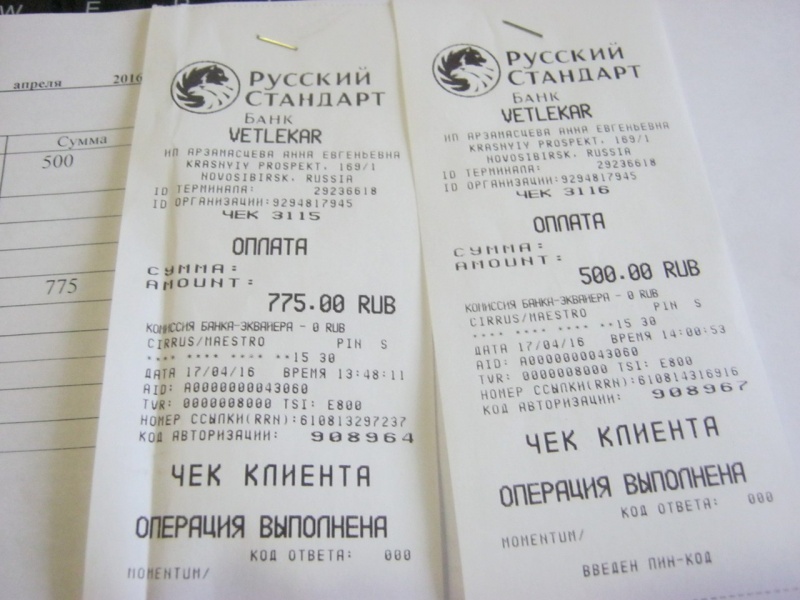 W E
апреля 2016
Сумма
500
775
РУССКИЙ
СТАНДАРТ
БАНК
VETLEKAR
ИП АРЗАМАСЦЕВА АННА ЕВГЕНЬЕВНА
KRASHYIY PROSPEKT, 169/1
NOVOSIBIRSK, RUSSIA
ID ТЕРМИНАЛА: 29236618
ID ОРГАНИЗАЦИИ:9294817945
ЧЕК 3115
ОПЛАТА
СУММА:
AMOUNT:
775.00 RUB
КОМИССИЯ БАНКА-ЭКВАЙЕРА - 0 RUB
CIRRUS/MAESTRO PIN S
**** **** **** **15 30
ДАТА 17/04/16 ВРЕМЯ 13:48:11
AID: A0000000043060
TVR: 0000008000 TSI: E800
НОМЕР ССЫЛКИ(RRN):610813297237
КОД АВТОРИЗАЦИИ: 908964
ЧЕК КЛИЕНТА
ОПЕРАЦИЯ ВЫПОЛНЕНА
КОД ОТВЕТА: 000
MOMENTUM/
РУССКИЙ
СТАНДАРТ
БАНК
VETLEKAR
ИП АРЗАМАСЦЕВА АННА ЕВГЕНЬЕВНА
KRASHYIY PROSPEKT, 169/1
NOVOSIBIRSK, RUSSIA
ID ТЕРМИНАЛА: 29236618
ID ОРГАНИЗАЦИИ:9294817945
ЧЕК 3116
ОПЛАТА
СУММА:
AMOUNT:
500.00 RUB
КОМИССИЯ БАНКА-ЭКВАЙЕРА - 0 RUB
CIRRUS/MAESTRO PIN S
**** **** **** **15 30
ДАТА 17/04/16 ВРЕМЯ 14:00:53
AID: A0000000043060
TVR: 0000008000 TSI: E800
НОМЕР ССЫЛКИ(RRN):610814316916
КОД АВТОРИЗАЦИИ: 908967
ЧЕК КЛИЕНТА
ОПЕРАЦИЯ ВЫПОЛНЕНА
КОД ОТВЕТА: 000
MOMENTUM/
ВВЕДЕН ПИН-КОД